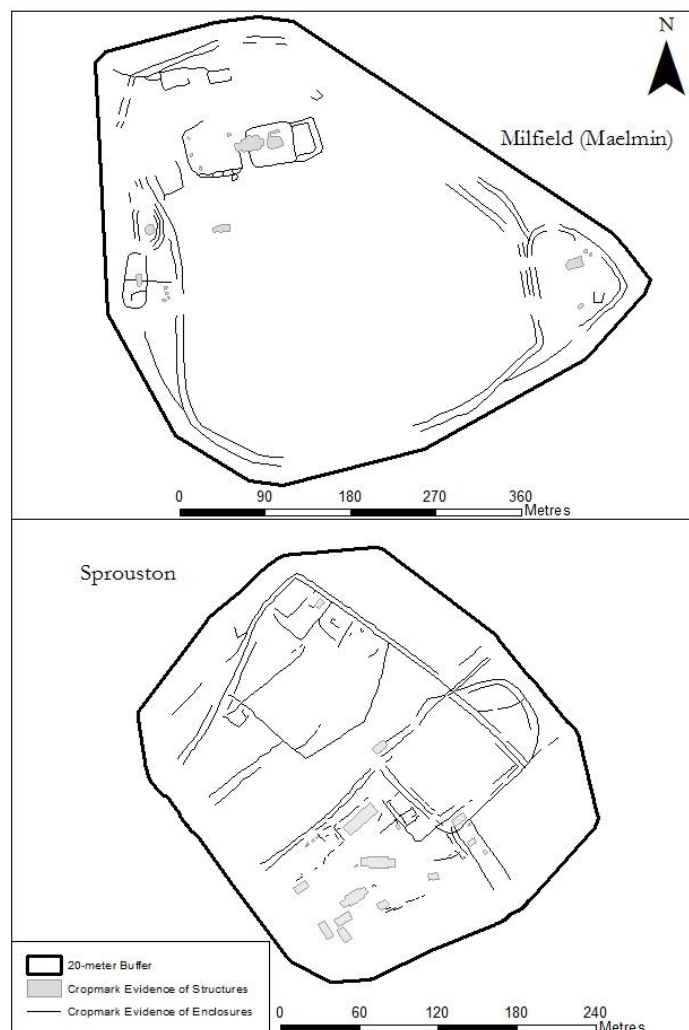 N
Milfield (Maelmin)
0 90 180 270 360
Metres
Sprouston
20-meter Buffer
Cropmark Evidence of Structures
Cropmark Evidence of Enclosures
0 60 120 180 240
Metres